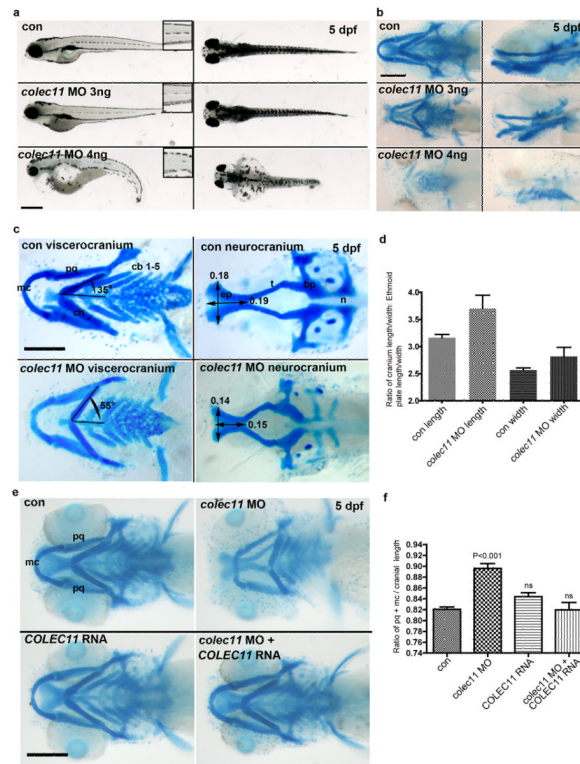 a
con
5 dpf
colec11 MO 3ng
colec11 MO 4ng
b
con
colec11 MO 3ng
colec11 MO 4ng
c
con viscerocranium
pq
cb 1-5
mc
35°
ch
con neurocranium
5 dpf
0.18
ep
t
bp
0.19
n
colec11 MO viscerocranium
55°
colec11 MO neurocranium
0.14
0.15
d
Ratio of cranium length/width: Ethmoid
plate length/width
4.0
3.5
3.0
2.5
2.0
con length
colec11 MO length
con width
colec11 MO width
e
con
pq
mc
pq
colec11 MO
5 dpf
COLEC11 RNA
colec11 MO +
COLEC11 RNA
f
Ratio of pq + mc / cranial length
0.94
0.92
0.90
0.88
0.86
0.84
0.82
0.80
0.78
0.76
0.74
P<0.001
ns
ns
con
colec11 MO
COLEC11 RNA
colec11 MO +
COLEC11 RNA